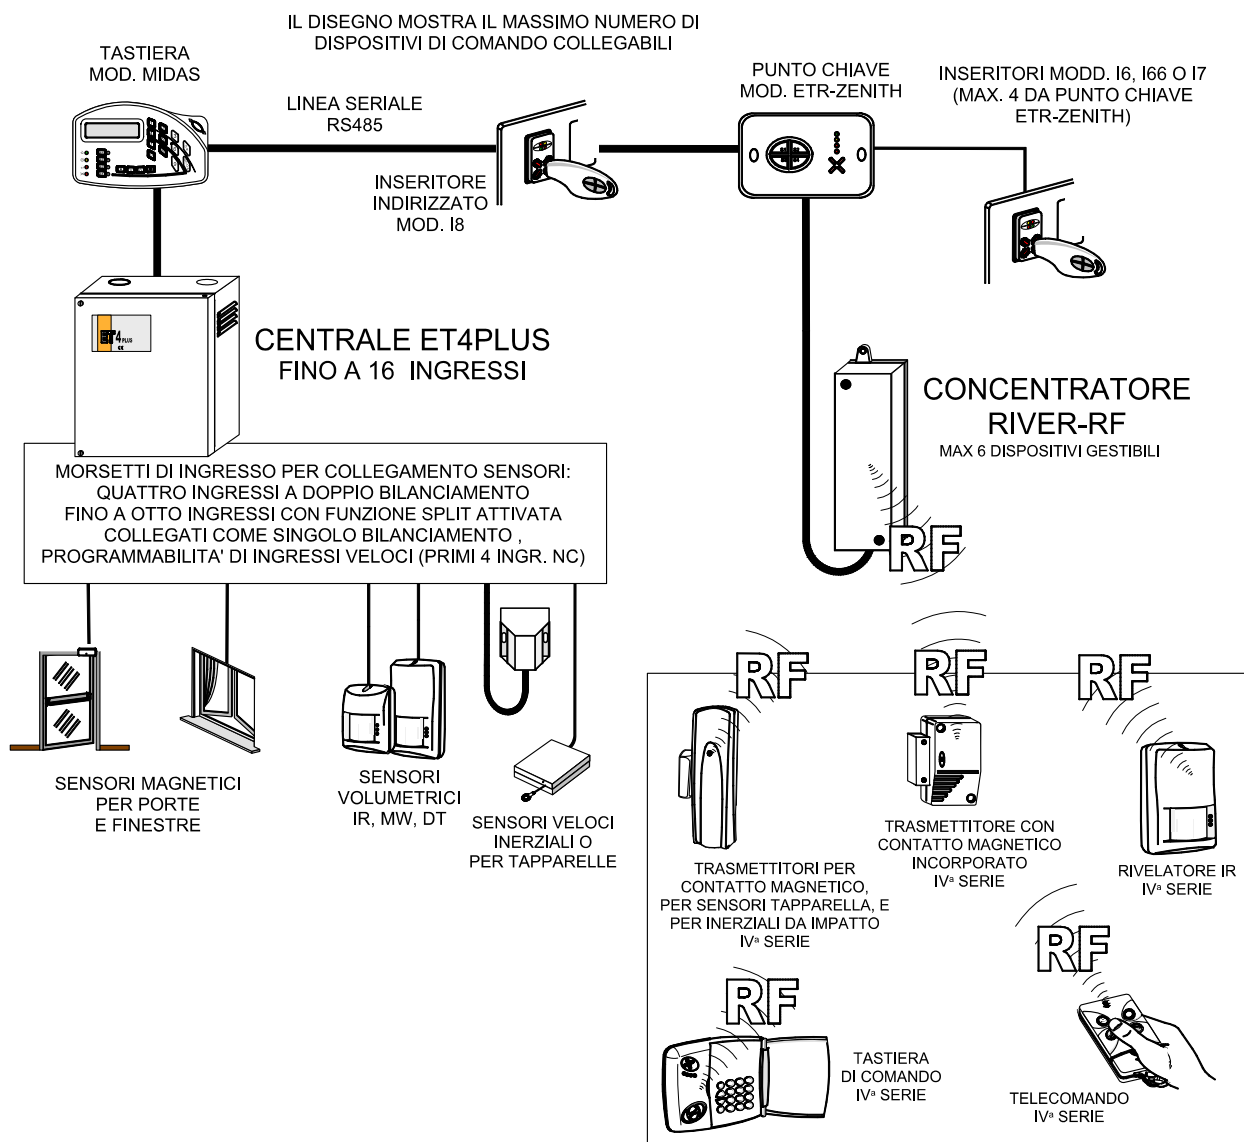 IL DISEGNO MOSTRA IL MASSIMO NUMERO DI
DISPOSITIVI DI COMANDO COLLEGABILI
TASTIERA
MOD. MIDAS
LINEA SERIALE
RS485
INSERITORE
INDIRIZZATO
MOD. I8
PUNTO CHIAVE
MOD. ETR-ZENITH
INSERITORI MODD. I6, I66 O I7
(MAX. 4 DA PUNTO CHIAVE
ETR-ZENITH)
ET4 PLUS
CENTRALE ET4PLUS
FINO A 16 INGRESSI
CONCENTRATORE
RIVER-RF
MAX 6 DISPOSITIVI GESTIBILI
RF
MORSETTI DI INGRESSO PER COLLEGAMENTO SENSORI:
QUATTRO INGRESSI A DOPPIO BILANCIAMENTO
FINO A OTTO INGRESSI CON FUNZIONE SPLIT ATTIVATA
COLLEGATI COME SINGOLO BILANCIAMENTO ,
PROGRAMMABILITA' DI INGRESSI VELOCI (PRIMI 4 INGR. NC)
SENSORI MAGNETICI
PER PORTE
E FINESTRE
SENSORI
VOLUMETRICI
IR, MW, DT
SENSORI VELOCI
INERZIALI O
PER TAPPARELLE
RF
RF
RF
TRASMETTITORI PER
CONTATTO MAGNETICO,
PER SENSORI TAPPARELLA, E
PER INERZIALI DA IMPATTO
IVª SERIE
TRASMETTITORE CON
CONTATTO MAGNETICO
INCORPORATO
IVª SERIE
RIVELATORE IR
IVª SERIE
RF
TASTIERA
DI COMANDO
IVª SERIE
RF
TELECOMANDO
IVª SERIE